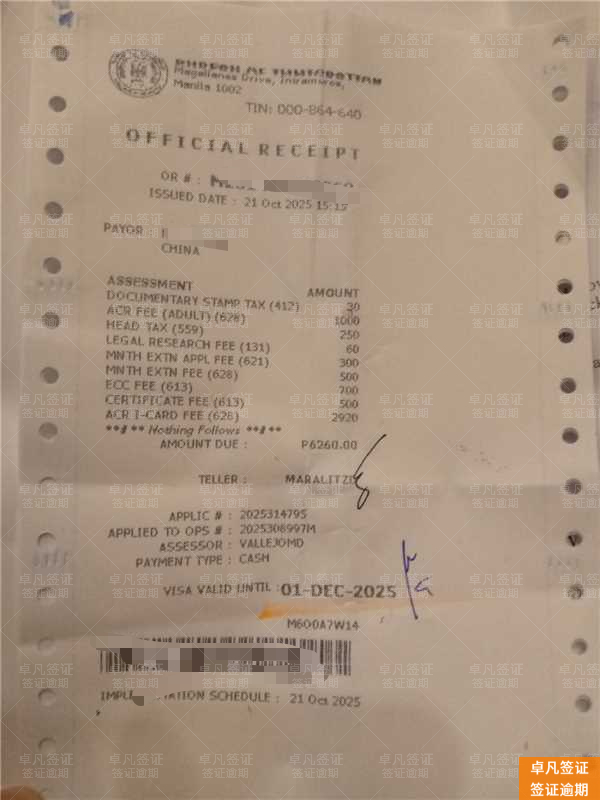 BUREAU OF IMMIGRATION
Magallanes Drive, Intramuros,
Manila 1002
TIN: 000-864-640
OFFICIAL RECEIPT
OR # :
ISSUED DATE : 21 Oct 2025 15:15
PAYOR :
CHINA
ASSESSMENT AMOUNT
DOCUMENTARY STAMP TAX (412) 30
ACR FEE (ADULT) (628) 1000
HEAD TAX (559) 250
LEGAL RESEARCH FEE (131) 60
MNTH EXTN APPL FEE (621) 300
MNTH EXTN FEE (628) 500
ECC FEE (613) 700
CERTIFICATE FEE (613) 500
ACR I-CARD FEE (628) 2920
**#** Nothing Follows **#**
AMOUNT DUE : P6260.00
TELLER : MARALITZD
APPLIC # : 2025314795
APPLIED TO OPS # : 2025308997M
ASSESSOR : VALLEJOMD
PAYMENT TYPE : CASH
VISA VALID UNTIL : 01-DEC-2025
M600A7W14
SCHEDULE : 21 Oct 2025
卓凡签证
签证逾期